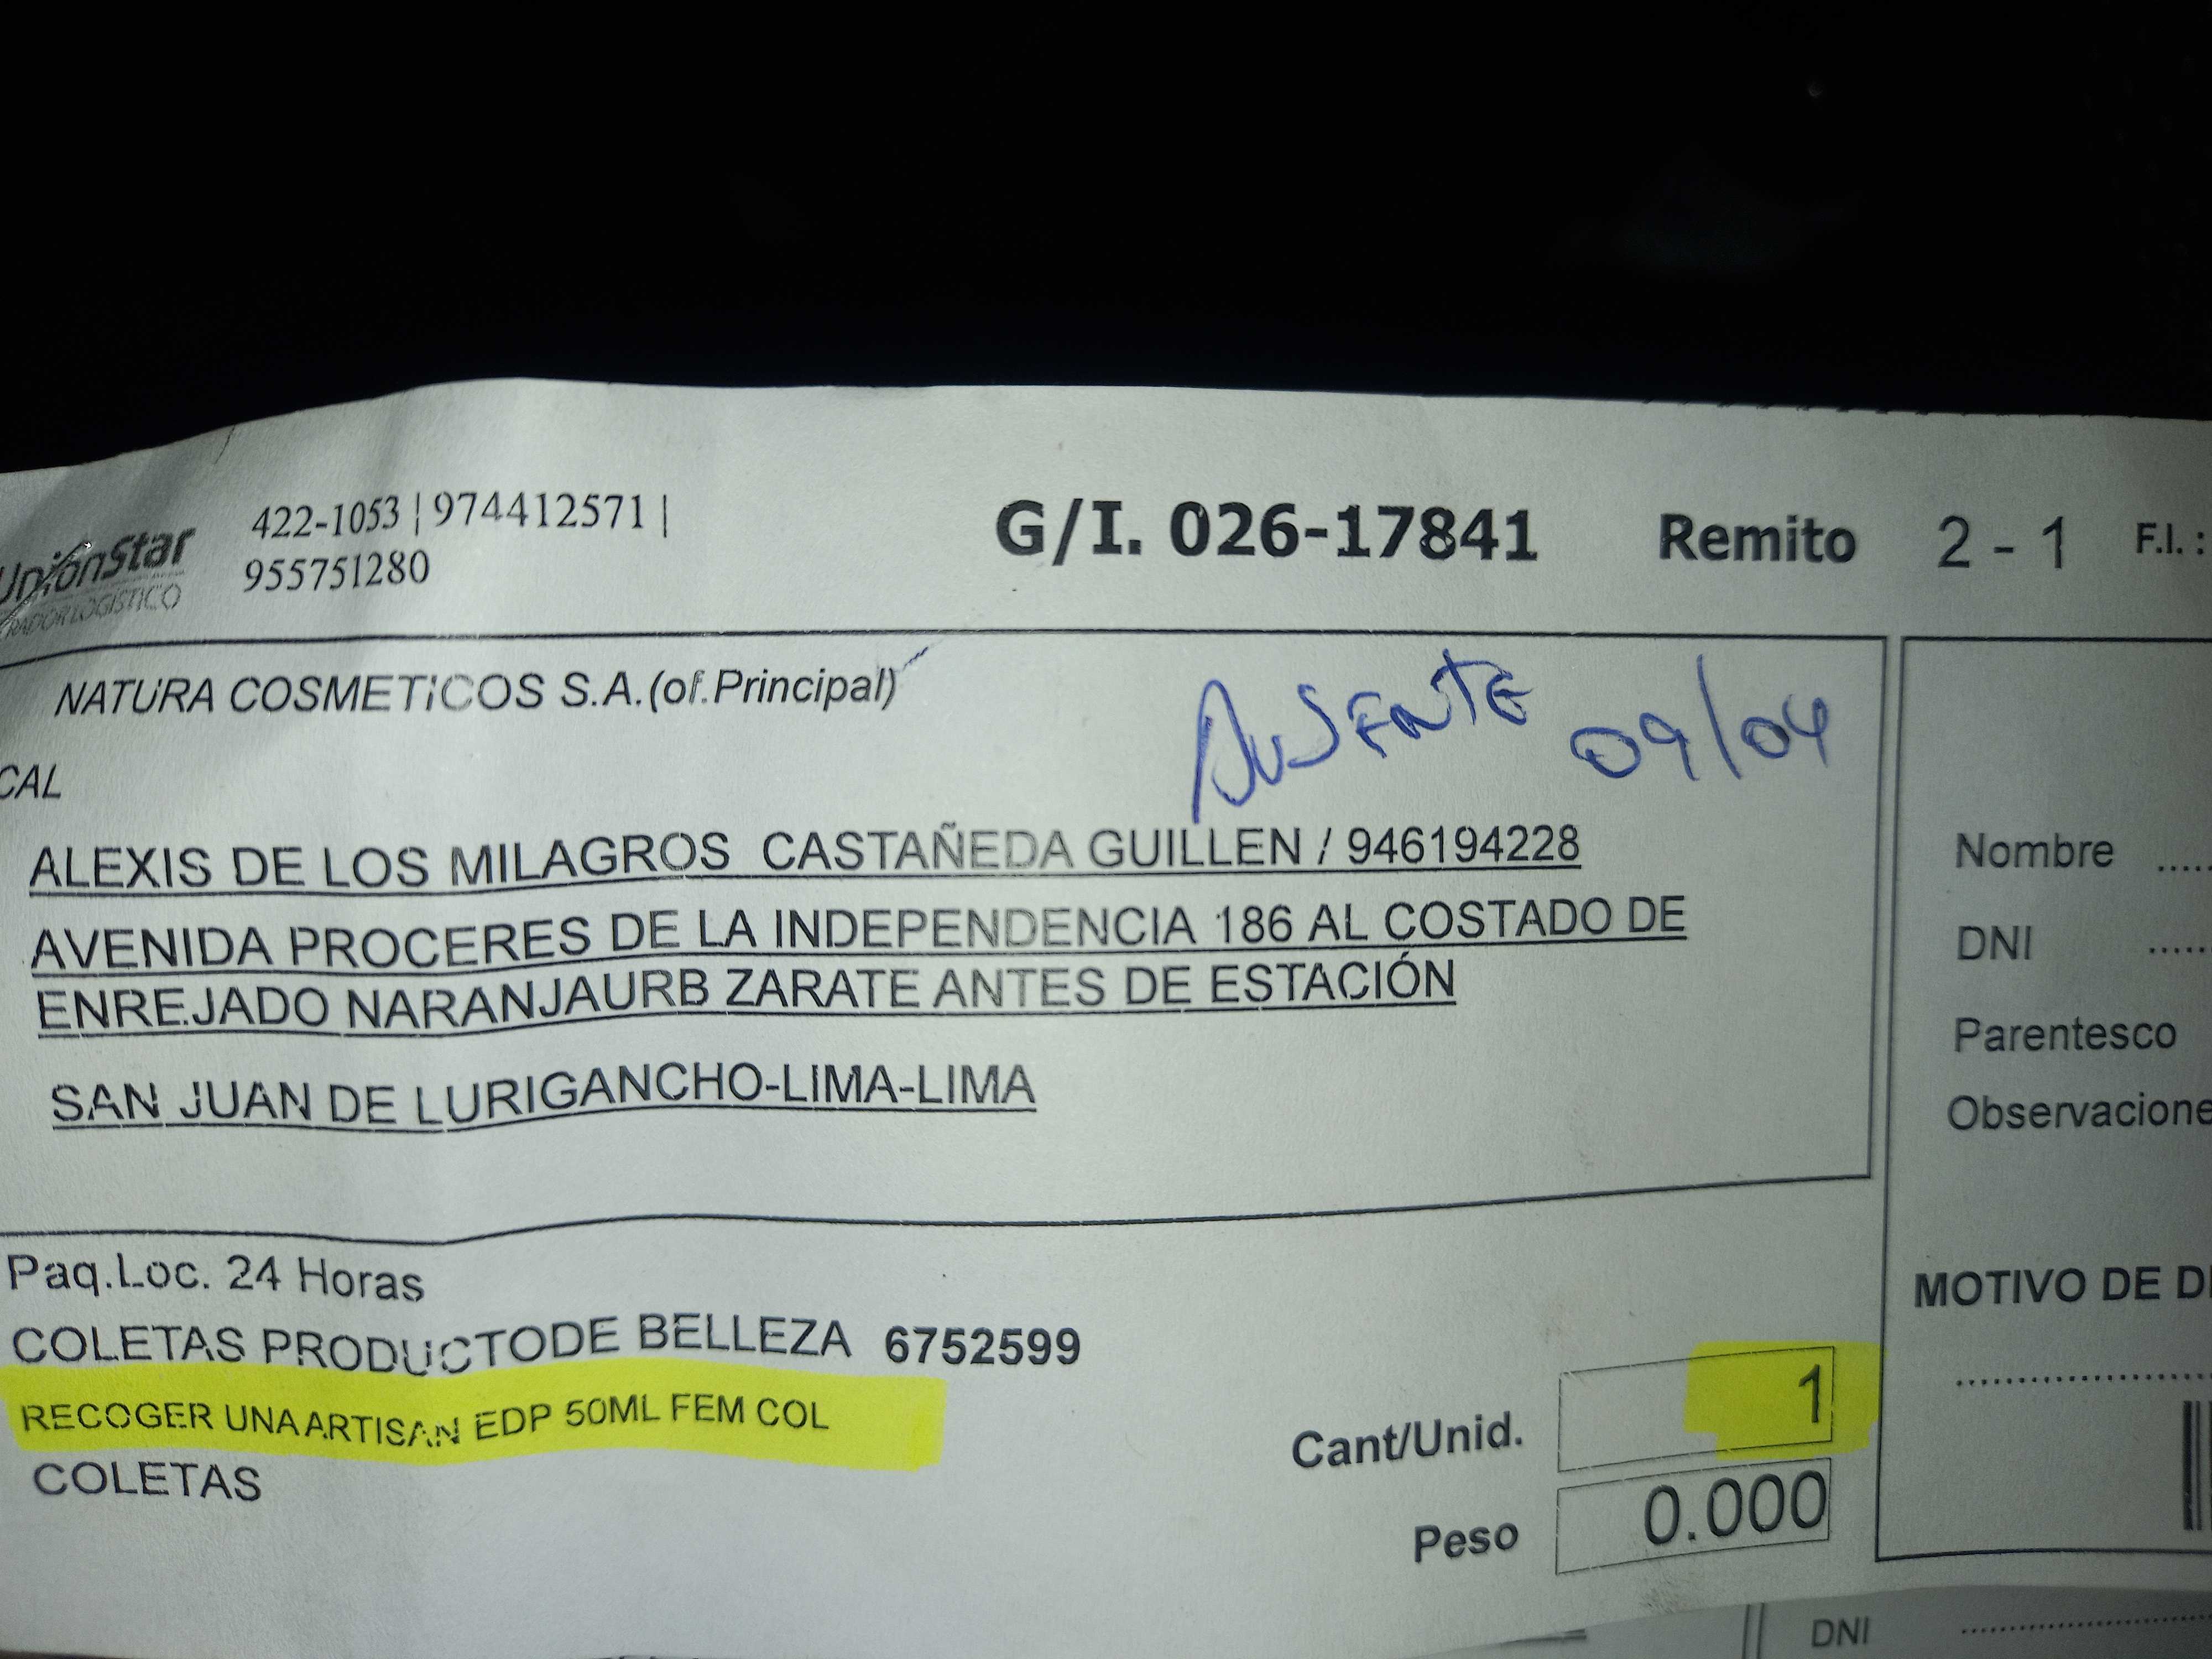 UnionStar
RADOR LOGISTICO
422-1053 | 974412571 |
955751280
G/I. 026-17841 Remito 2 - 1 F.I. :
NATURA COSMETICOS S.A.(of.Principal)
AUSENTE 09/04
CAL
ALEXIS DE LOS MILAGROS CASTAÑEDA GUILLEN / 946194228
AVENIDA PROCERES DE LA INDEPENDENCIA 186 AL COSTADO DE
ENREJADO NARANJAURB ZARATE ANTES DE ESTACIÓN
SAN JUAN DE LURIGANCHO-LIMA-LIMA
Nombre ....
DNI .....
Parentesco
Observacione
Paq.Loc. 24 Horas
COLETAS PRODUCTODE BELLEZA 6752599
RECOGER UNAARTISAN EDP 50ML FEM COL
COLETAS
Cant/Unid. 1
Peso 0.000
MOTIVO DE D
DNI